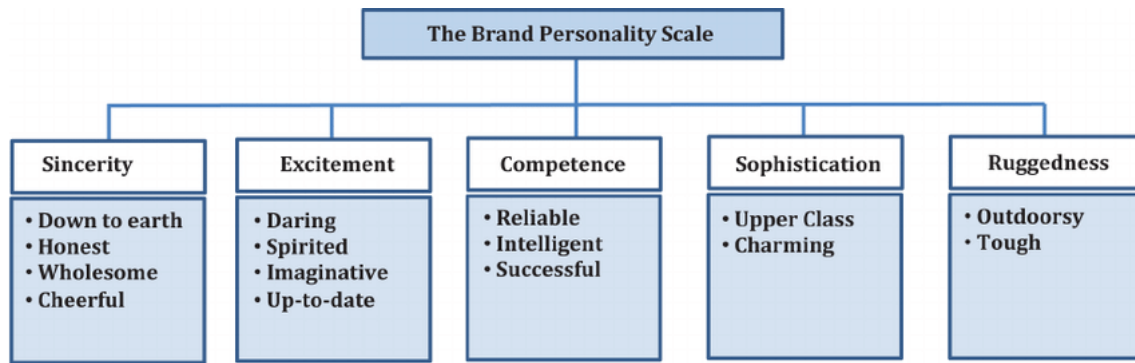 The Brand Personality Scale
Sincerity
• Down to earth
• Honest
• Wholesome
• Cheerful
Excitement
• Daring
• Spirited
• Imaginative
• Up-to-date
Competence
• Reliable
• Intelligent
• Successful
Sophistication
• Upper Class
• Charming
Ruggedness
• Outdoorsy
• Tough